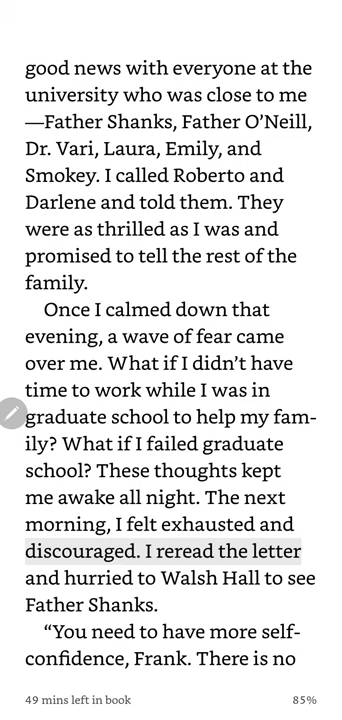 good news with everyone at the
university who was close to me
—Father Shanks, Father O’Neill,
Dr. Vari, Laura, Emily, and
Smokey. I called Roberto and
Darlene and told them. They
were as thrilled as I was and
promised to tell the rest of the
family.
Once I calmed down that
evening, a wave of fear came
over me. What if I didn’t have
time to work while I was in
graduate school to help my fam-
ily? What if I failed graduate
school? These thoughts kept
me awake all night. The next
morning, I felt exhausted and
discouraged. I reread the letter
and hurried to Walsh Hall to see
Father Shanks.
“You need to have more self-
confidence, Frank. There is no
49 mins left in book 85%